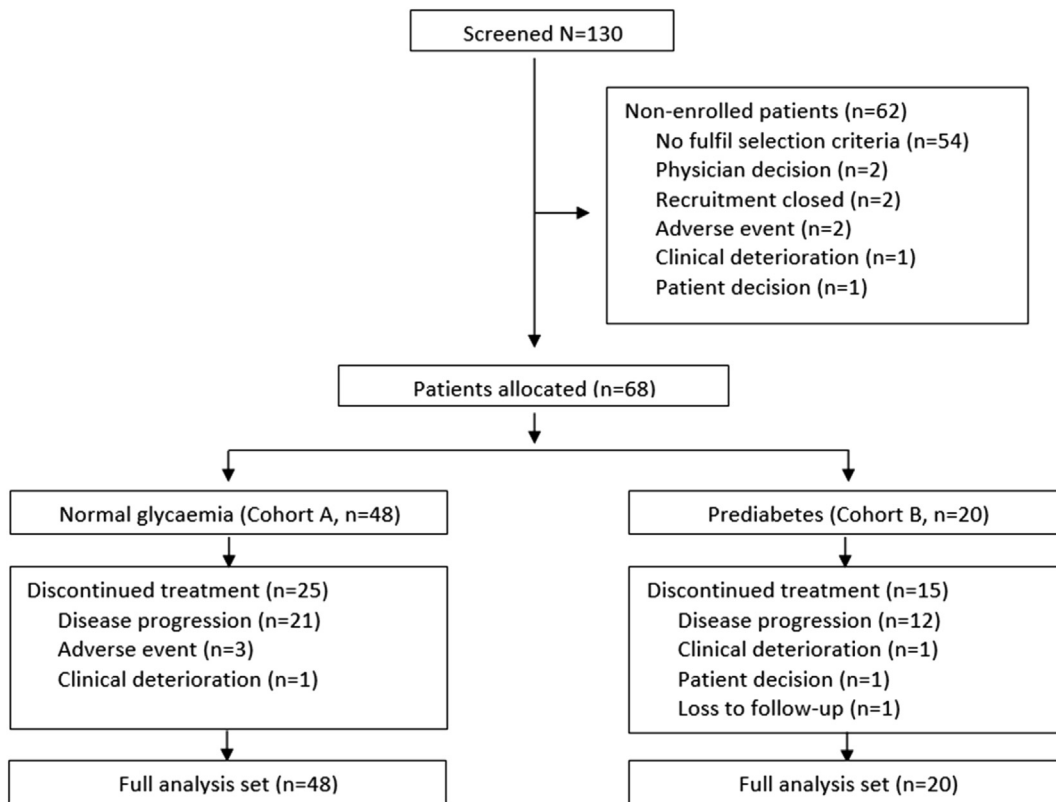 Screened N=130
Non-enrolled patients (n=62)
No fulfil selection criteria (n=54)
Physician decision (n=2)
Recruitment closed (n=2)
Adverse event (n=2)
Clinical deterioration (n=1)
Patient decision (n=1)
Patients allocated (n=68)
Normal glycaemia (Cohort A, n=48)
Discontinued treatment (n=25)
Disease progression (n=21)
Adverse event (n=3)
Clinical deterioration (n=1)
Full analysis set (n=48)
Prediabetes (Cohort B, n=20)
Discontinued treatment (n=15)
Disease progression (n=12)
Clinical deterioration (n=1)
Patient decision (n=1)
Loss to follow-up (n=1)
Full analysis set (n=20)